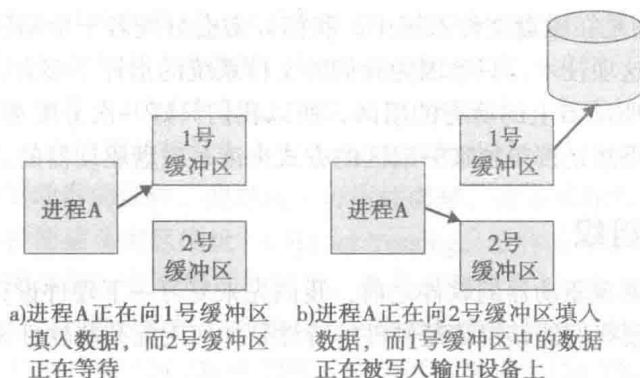 1号
缓冲区
进程A
2号
缓冲区
a)进程A正在向1号缓冲区
填入数据，而2号缓冲区
正在等待
1号
缓冲区
进程A
2号
缓冲区
b)进程A正在向2号缓冲区填入
数据，而1号缓冲区中的数据
正在被写入输出设备上